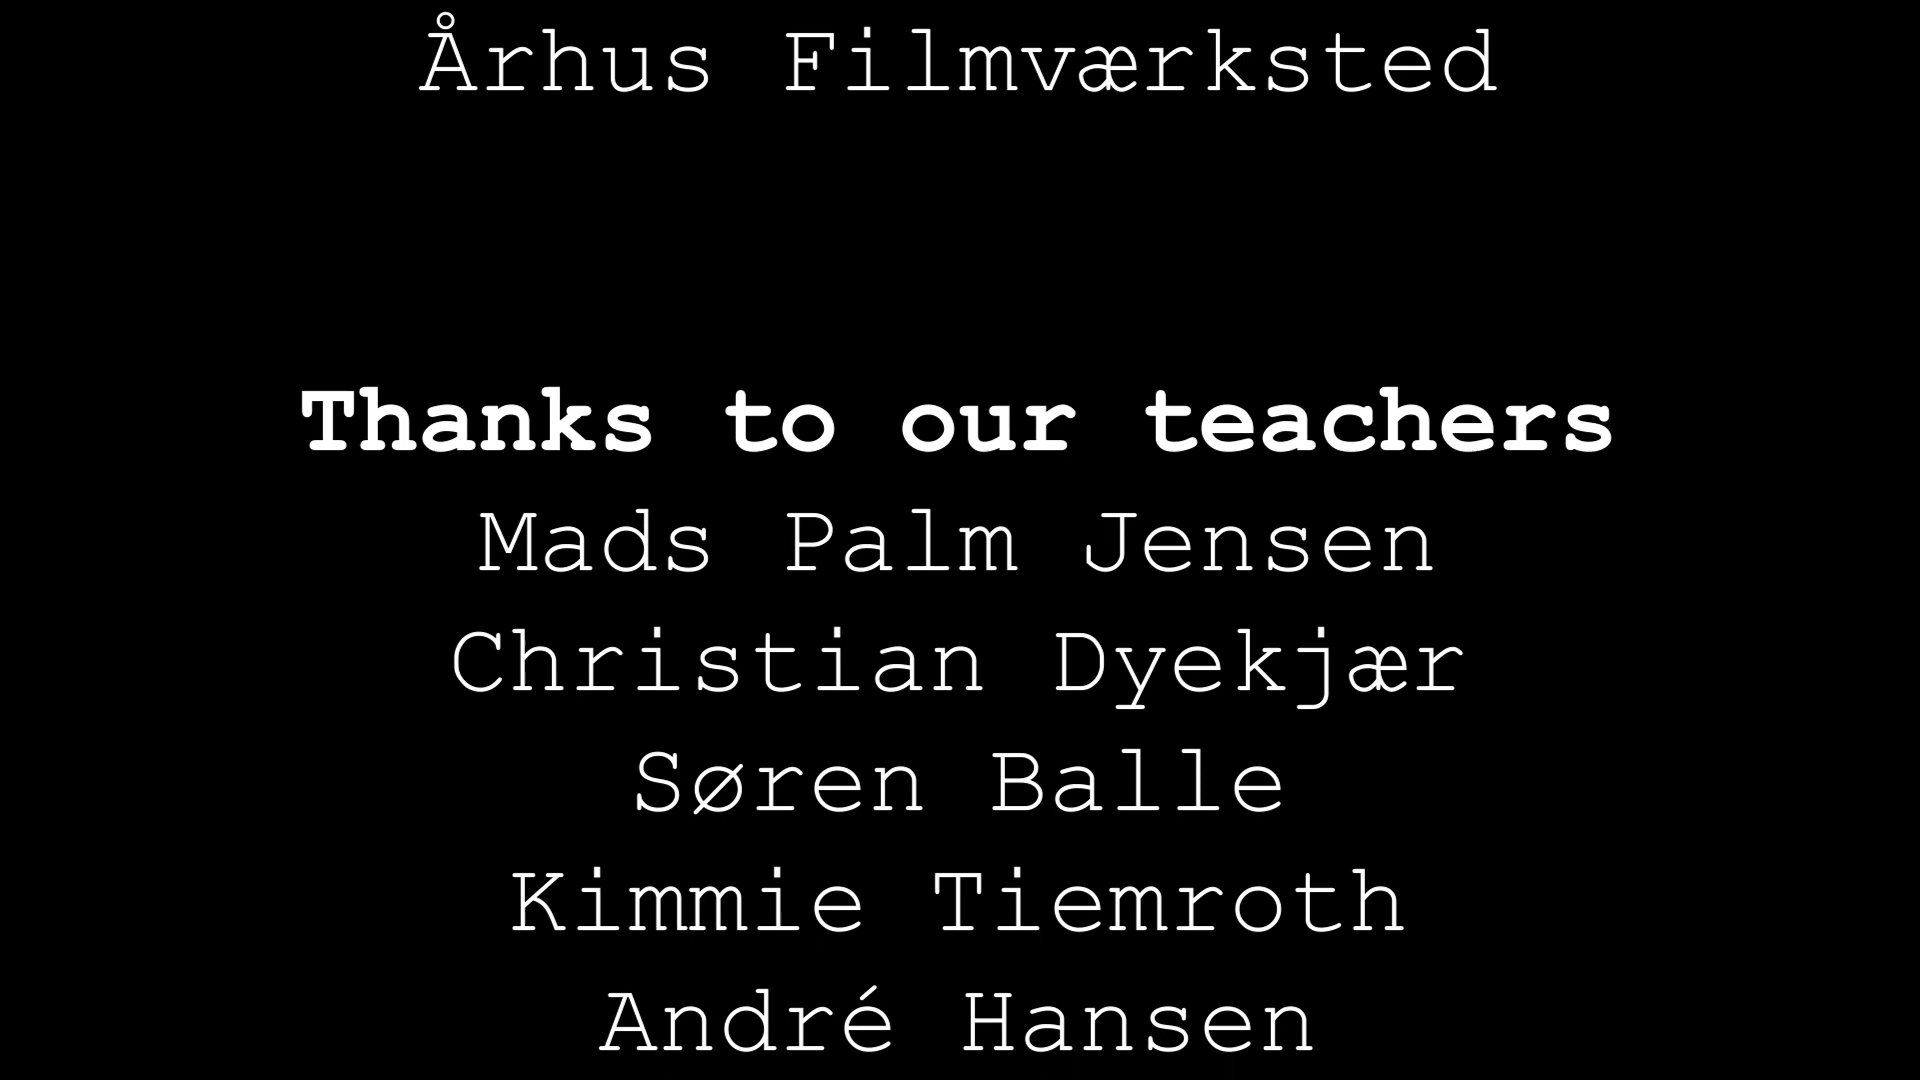 Århus Filmværksted
Thanks to our teachers
Mads Palm Jensen
Christian Dyekjær
Søren Balle
Kimmie Tiemroth
André Hansen